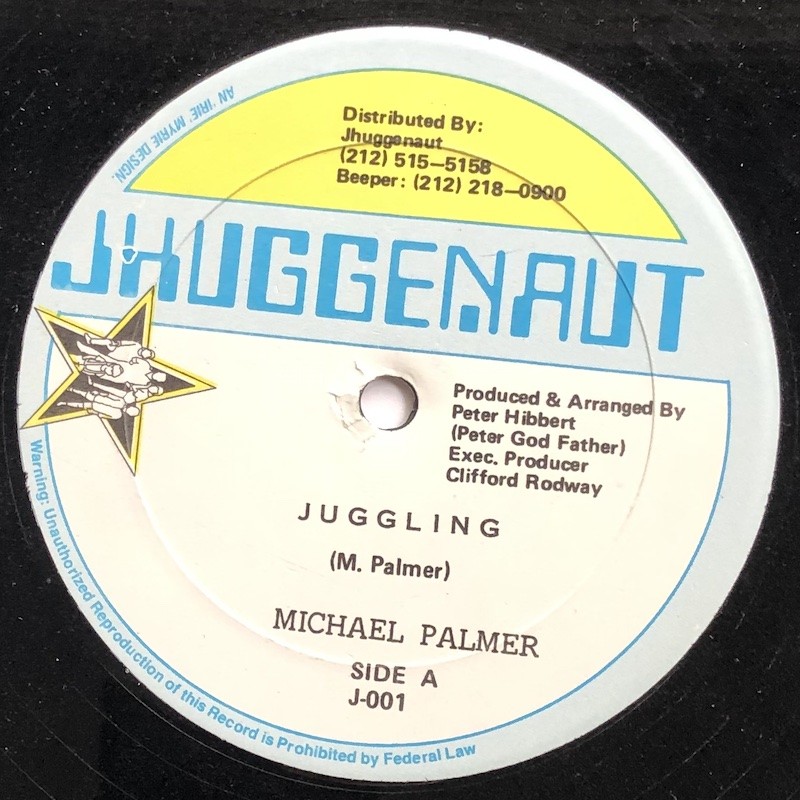 AN 'IRIE' MYRIE DESIGN.
Distributed By:
Jhuggenaut
(212) 515-5158
Beeper: (212) 218-0900
JHUGGENAUT
Produced & Arranged By
Peter Hibbert
(Peter God Father)
Exec. Producer
Clifford Rodway
JUGGLING
(M. Palmer)
MICHAEL PALMER
SIDE A
J-001
Warning: Unauthorized Reproduction of this Record is Prohibited by Federal Law